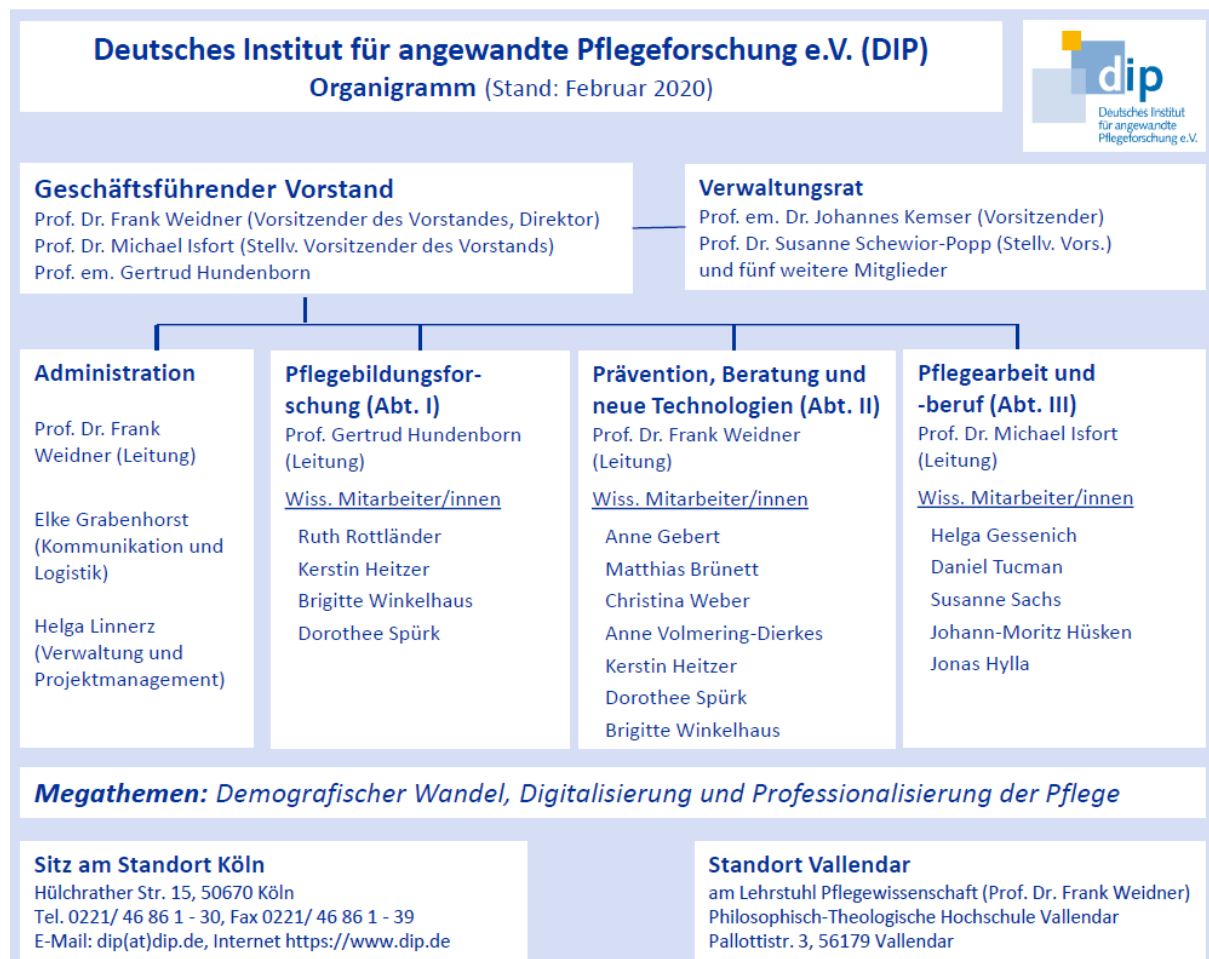 Deutsches Institut für angewandte Pflegeforschung e.V. (DIP)
Organigramm (Stand: Februar 2020)
dip
Deutsches Institut
für angewandte
Pflegeforschung e.V.
Geschäftsführender Vorstand
Prof. Dr. Frank Weidner (Vorsitzender des Vorstandes, Direktor)
Prof. Dr. Michael Isfort (Stellv. Vorsitzender des Vorstands)
Prof. em. Gertrud Hundenborn
Verwaltungsrat
Prof. em. Dr. Johannes Kemser (Vorsitzender)
Prof. Dr. Susanne Schewior-Popp (Stellv. Vors.)
und fünf weitere Mitglieder
Administration
Prof. Dr. Frank
Weidner (Leitung)
Elke Grabenhorst
(Kommunikation und
Logistik)
Helga Linnerz
(Verwaltung und
Projektmanagement)
Pflegebildungsfor-
schung (Abt. I)
Prof. Gertrud Hundenborn
(Leitung)
Wiss. Mitarbeiter/innen
Ruth Rottländer
Kerstin Heitzer
Brigitte Winkelhaus
Dorothee Spürk
Prävention, Beratung und
neue Technologien (Abt. II)
Prof. Dr. Frank Weidner
(Leitung)
Wiss. Mitarbeiter/innen
Anne Gebert
Matthias Brünett
Christina Weber
Anne Volmering-Dierkes
Kerstin Heitzer
Dorothee Spürk
Brigitte Winkelhaus
Pflegearbeit und
-beruf (Abt. III)
Prof. Dr. Michael Isfort
(Leitung)
Wiss. Mitarbeiter/innen
Helga Gessenich
Daniel Tucman
Susanne Sachs
Johann-Moritz Hüsken
Jonas Hylla
Megathemen: Demografischer Wandel, Digitalisierung und Professionalisierung der Pflege
Sitz am Standort Köln
Hülchrather Str. 15, 50670 Köln
Tel. 0221/ 46 86 1 - 30, Fax 0221/ 46 86 1 - 39
E-Mail: dip(at)dip.de, Internet https://www.dip.de
Standort Vallendar
am Lehrstuhl Pflegewissenschaft (Prof. Dr. Frank Weidner)
Philosophisch-Theologische Hochschule Vallendar
Pallottistr. 3, 56179 Vallendar